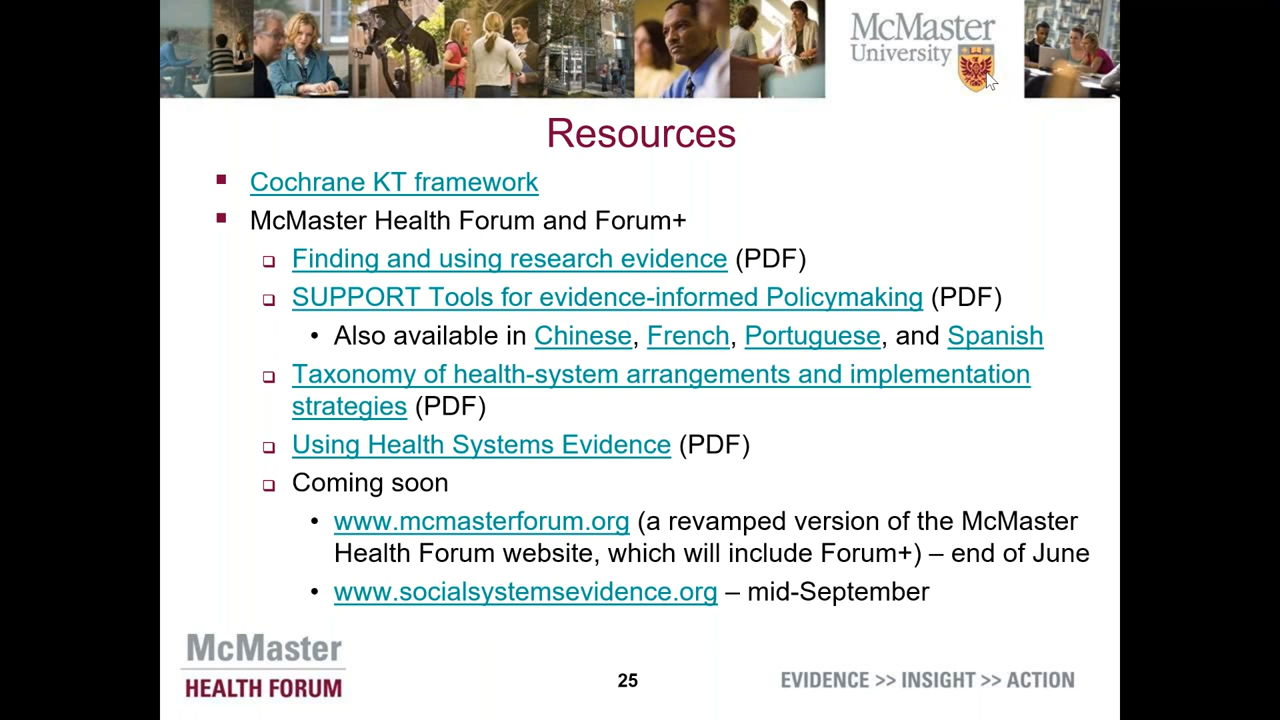 McMaster
University
Resources
Cochrane KT framework
McMaster Health Forum and Forum+
Finding and using research evidence (PDF)
SUPPORT Tools for evidence-informed Policymaking (PDF)
• Also available in Chinese, French, Portuguese, and Spanish
Taxonomy of health-system arrangements and implementation
strategies (PDF)
Using Health Systems Evidence (PDF)
Coming soon
• www.mcmasterforum.org (a revamped version of the McMaster
Health Forum website, which will include Forum+) – end of June
• www.socialsystemsevidence.org – mid-September
McMaster
HEALTH FORUM
25
EVIDENCE >> INSIGHT >> ACTION